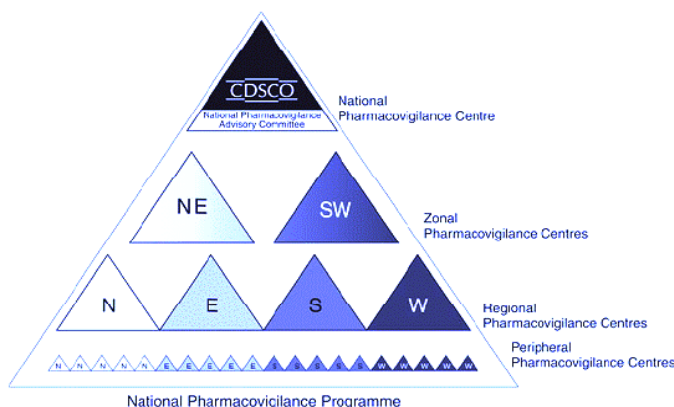 CDSCO
National Pharmacovigilance
Advisory Committee
National
Pharmacovigilance Centre
NE SW
Zonal
Pharmacovigilance Centres
N E S W
Regional
Pharmacovigilance Centres
N N N N N E E E E E S S S S S W W W W W
Peripheral
Pharmacovigilance Centres
National Pharmacovicilance Programme